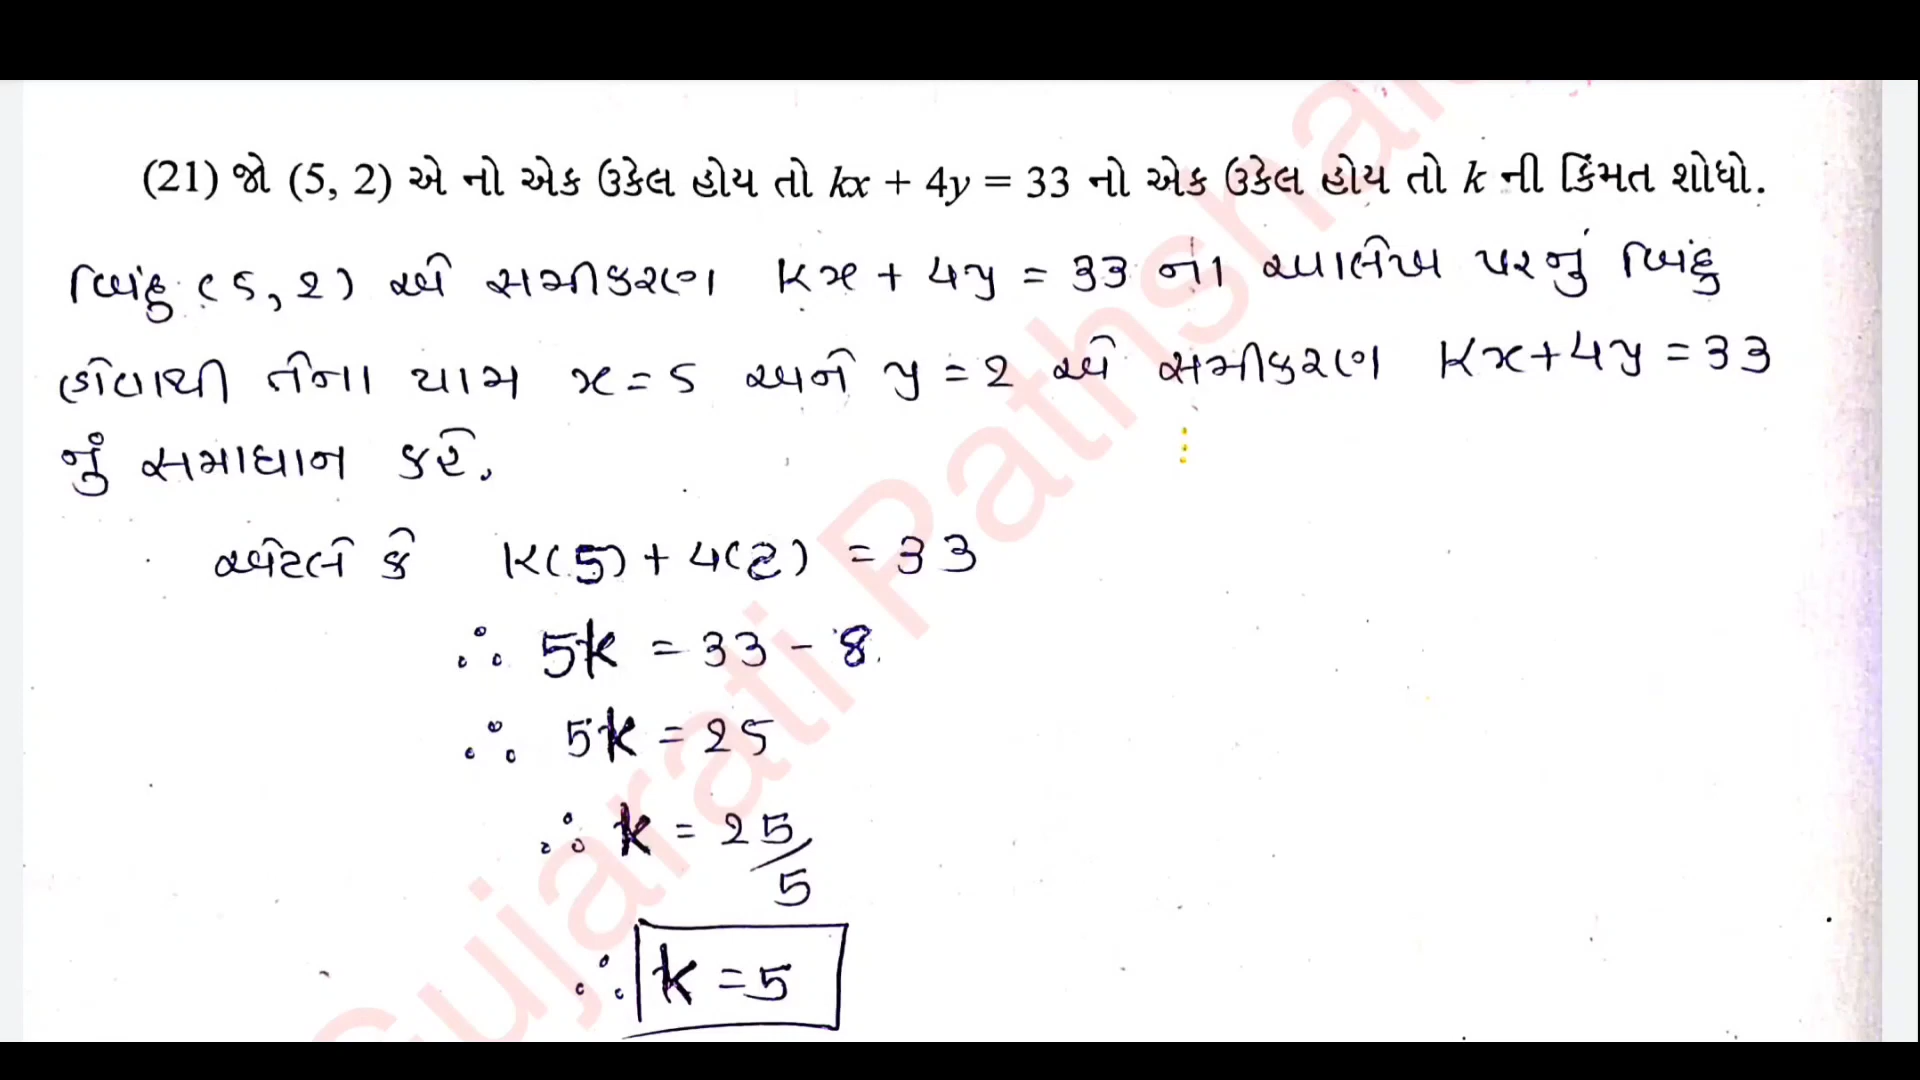 (21) જો (5, 2) એ નો એક ઉકેલ હોય તો kx + 4y = 33 નો એક ઉકેલ હોય તો k ની કિંમત શોધો.
બિંદુ (5, 2) એ સમીકરણ kx + 4y = 33 નાં આલેખ પરનું બિંદુ
હોવાથી તેના યામ x = 5 અને y = 2 એ સમીકરણ kx + 4y = 33
નું સમાધાન કરે.
એટલે કે k(5) + 4(2) = 33
∴ 5k = 33 - 8
∴ 5k = 25
∴ k = 25/5
∴ k = 5
Gujarati Pathshala